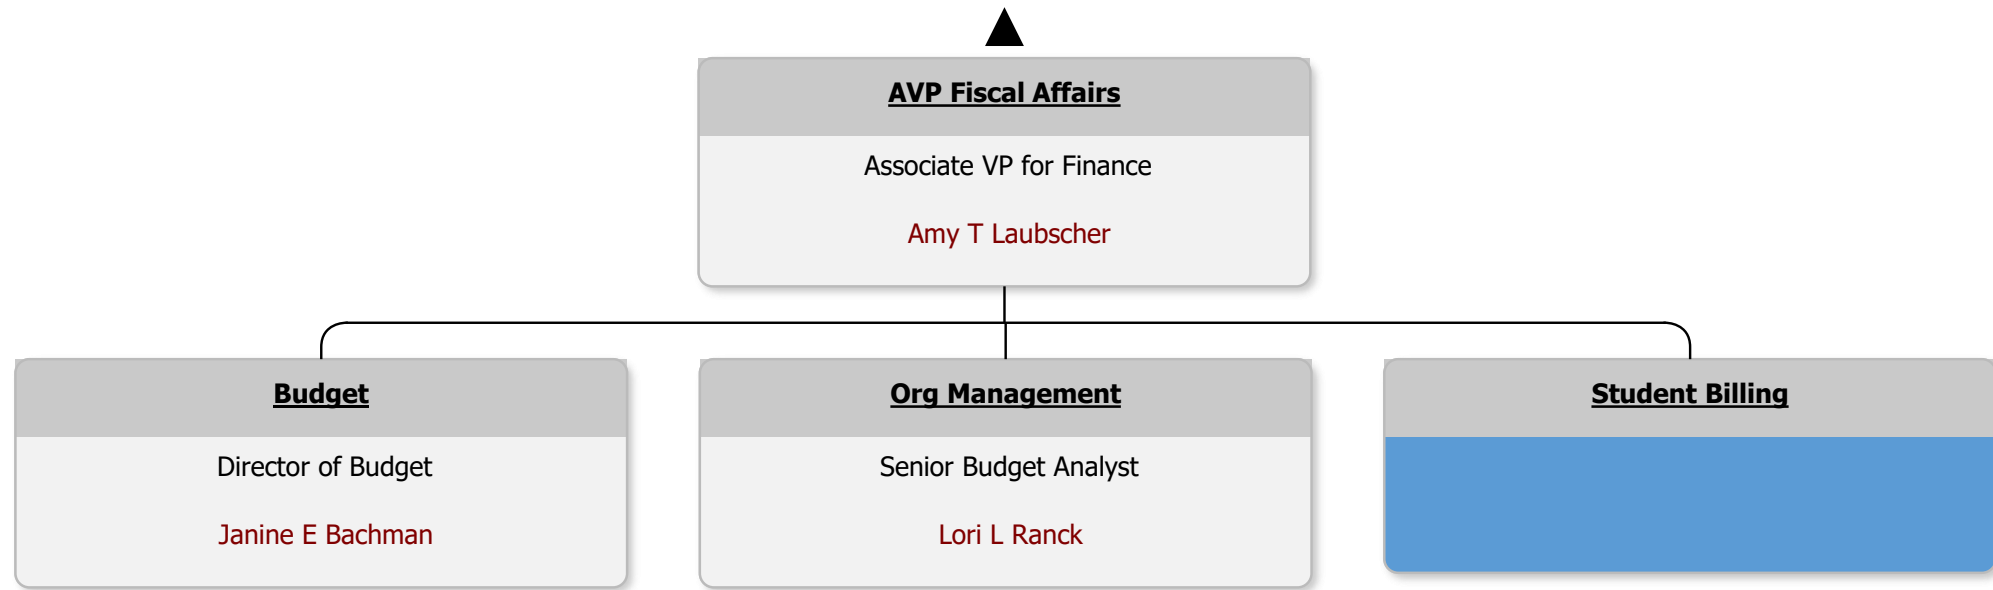 AVP Fiscal Affairs
Associate VP for Finance
Amy T Laubscher
Budget
Director of Budget
Janine E Bachman
Org Management
Senior Budget Analyst
Lori L Ranck
Student Billing